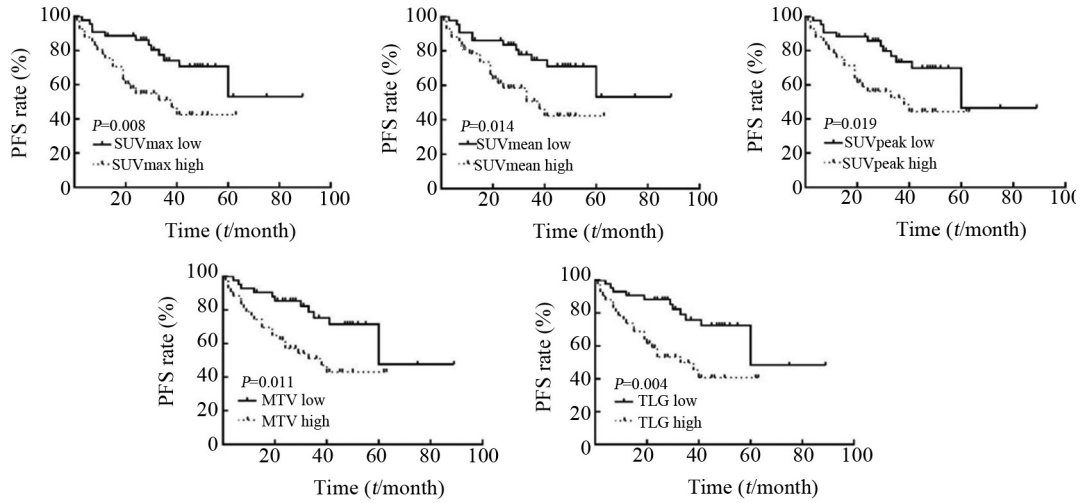 PFS rate (%)
100
80
60
40
20
0
P=0.008
SUVmax low
SUVmax high
20 40 60 80 100
Time (t/month)
PFS rate (%)
100
80
60
40
20
0
P=0.014
SUVmean low
SUVmean high
20 40 60 80 100
Time (t/month)
PFS rate (%)
100
80
60
40
20
0
P=0.019
SUVpeak low
SUVpeak high
20 40 60 80 100
Time (t/month)
PFS rate (%)
100
80
60
40
20
0
P=0.011
MTV low
MTV high
20 40 60 80 100
Time (t/month)
PFS rate (%)
100
80
60
40
20
0
P=0.004
TLG low
TLG high
20 40 60 80 100
Time (t/month)